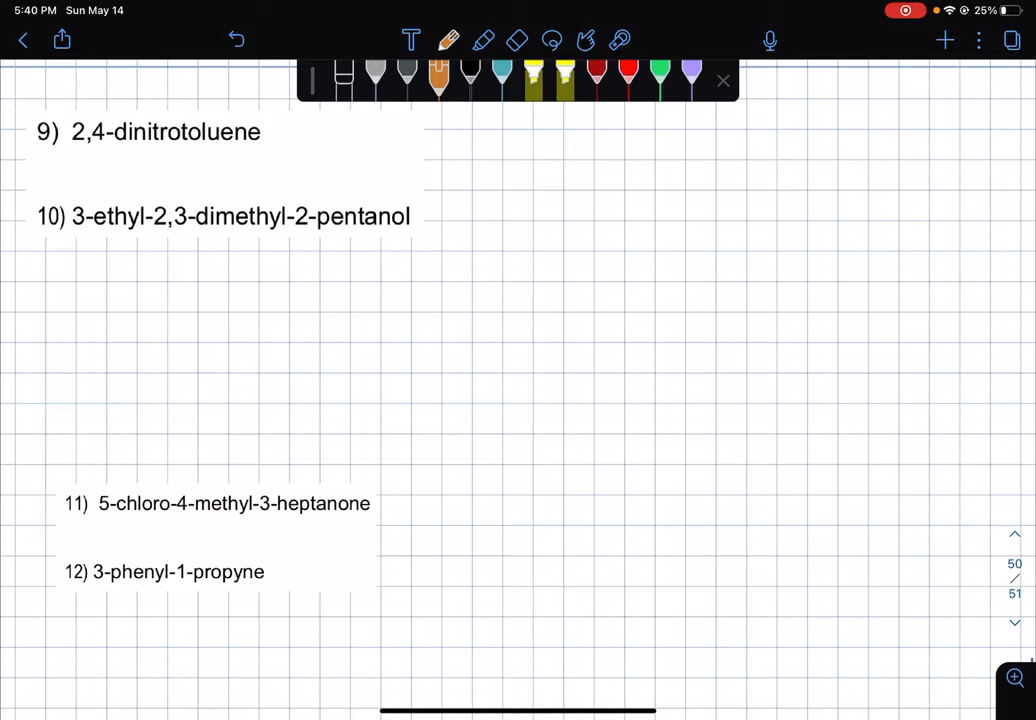 5:40 PM Sun May 14
25%
T
9) 2,4-dinitrotoluene
10) 3-ethyl-2,3-dimethyl-2-pentanol
11) 5-chloro-4-methyl-3-heptanone
12) 3-phenyl-1-propyne
50
/
51